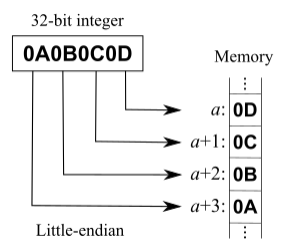 32-bit integer
0A0B0C0D
Memory
⋮
a: 0D
a+1: 0C
a+2: 0B
a+3: 0A
⋮
Little-endian